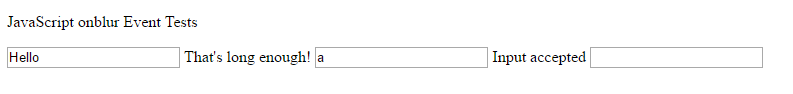 JavaScript onblur Event Tests
Hello That's long enough! a Input accepted